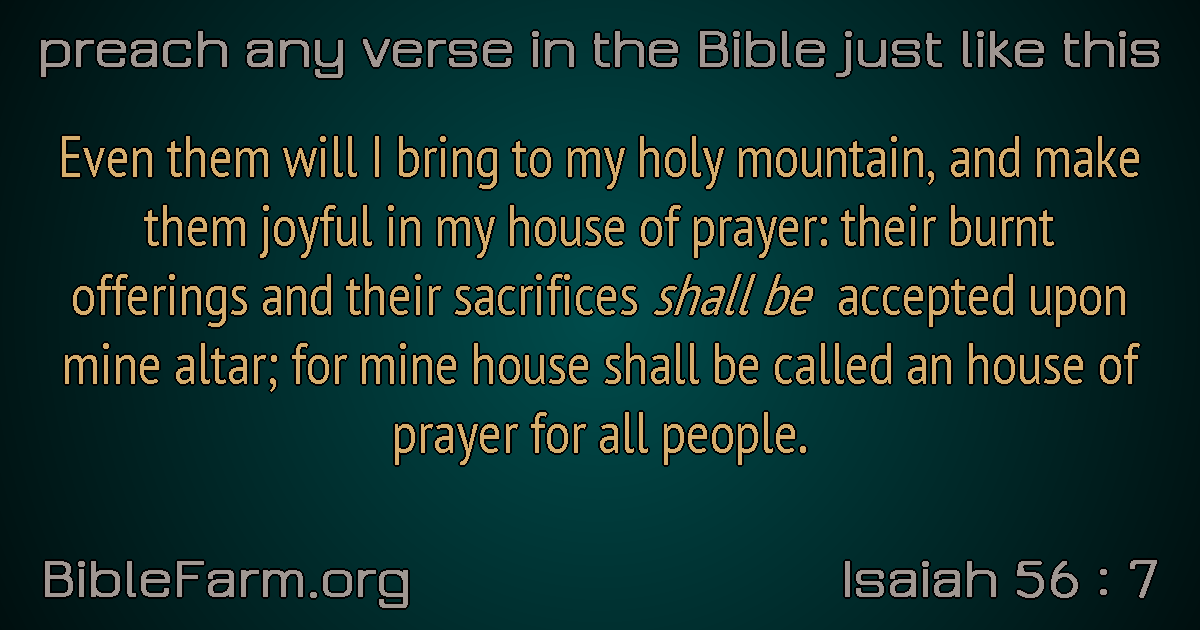 preach any verse in the Bible just like this
Even them will I bring to my holy mountain, and make
them joyful in my house of prayer: their burnt
offerings and their sacrifices shall be accepted upon
mine altar; for mine house shall be called an house of
prayer for all people.
BibleFarm.org
Isaiah 56 : 7